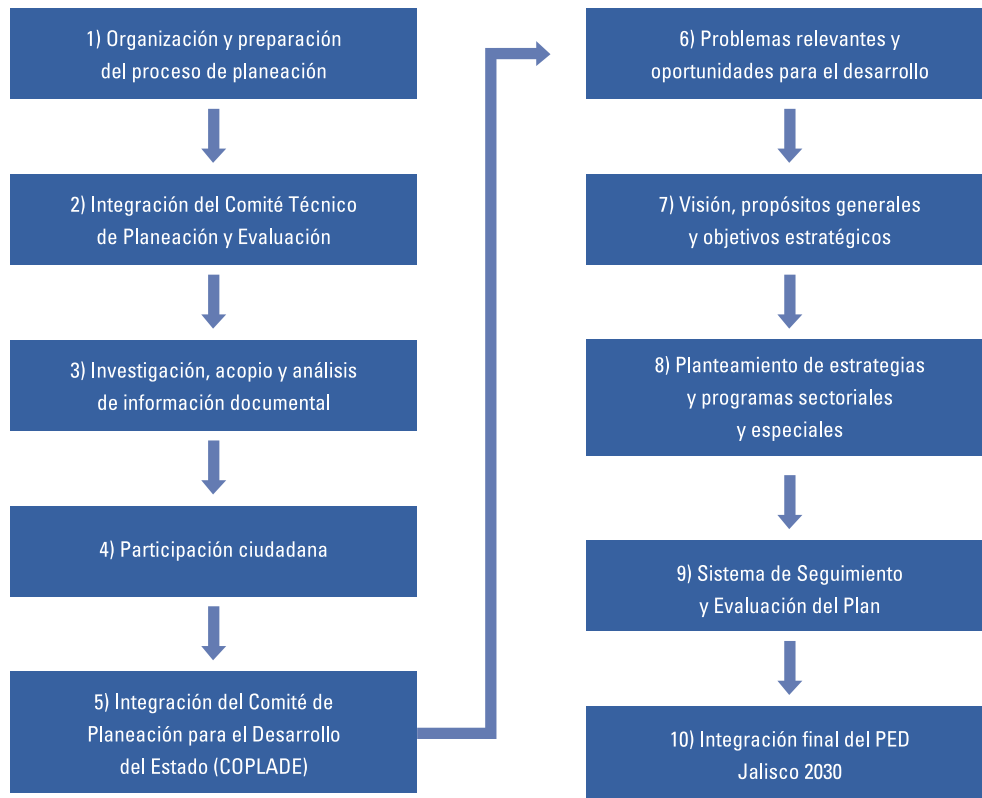 1) Organización y preparación
del proceso de planeación
2) Integración del Comité Técnico
de Planeación y Evaluación
3) Investigación, acopio y análisis
de información documental
4) Participación ciudadana
5) Integración del Comité de
Planeación para el Desarrollo
del Estado (COPLADE)
6) Problemas relevantes y
oportunidades para el desarrollo
7) Visión, propósitos generales
y objetivos estratégicos
8) Planteamiento de estrategias
y programas sectoriales
y especiales
9) Sistema de Seguimiento
y Evaluación del Plan
10) Integración final del PED
Jalisco 2030